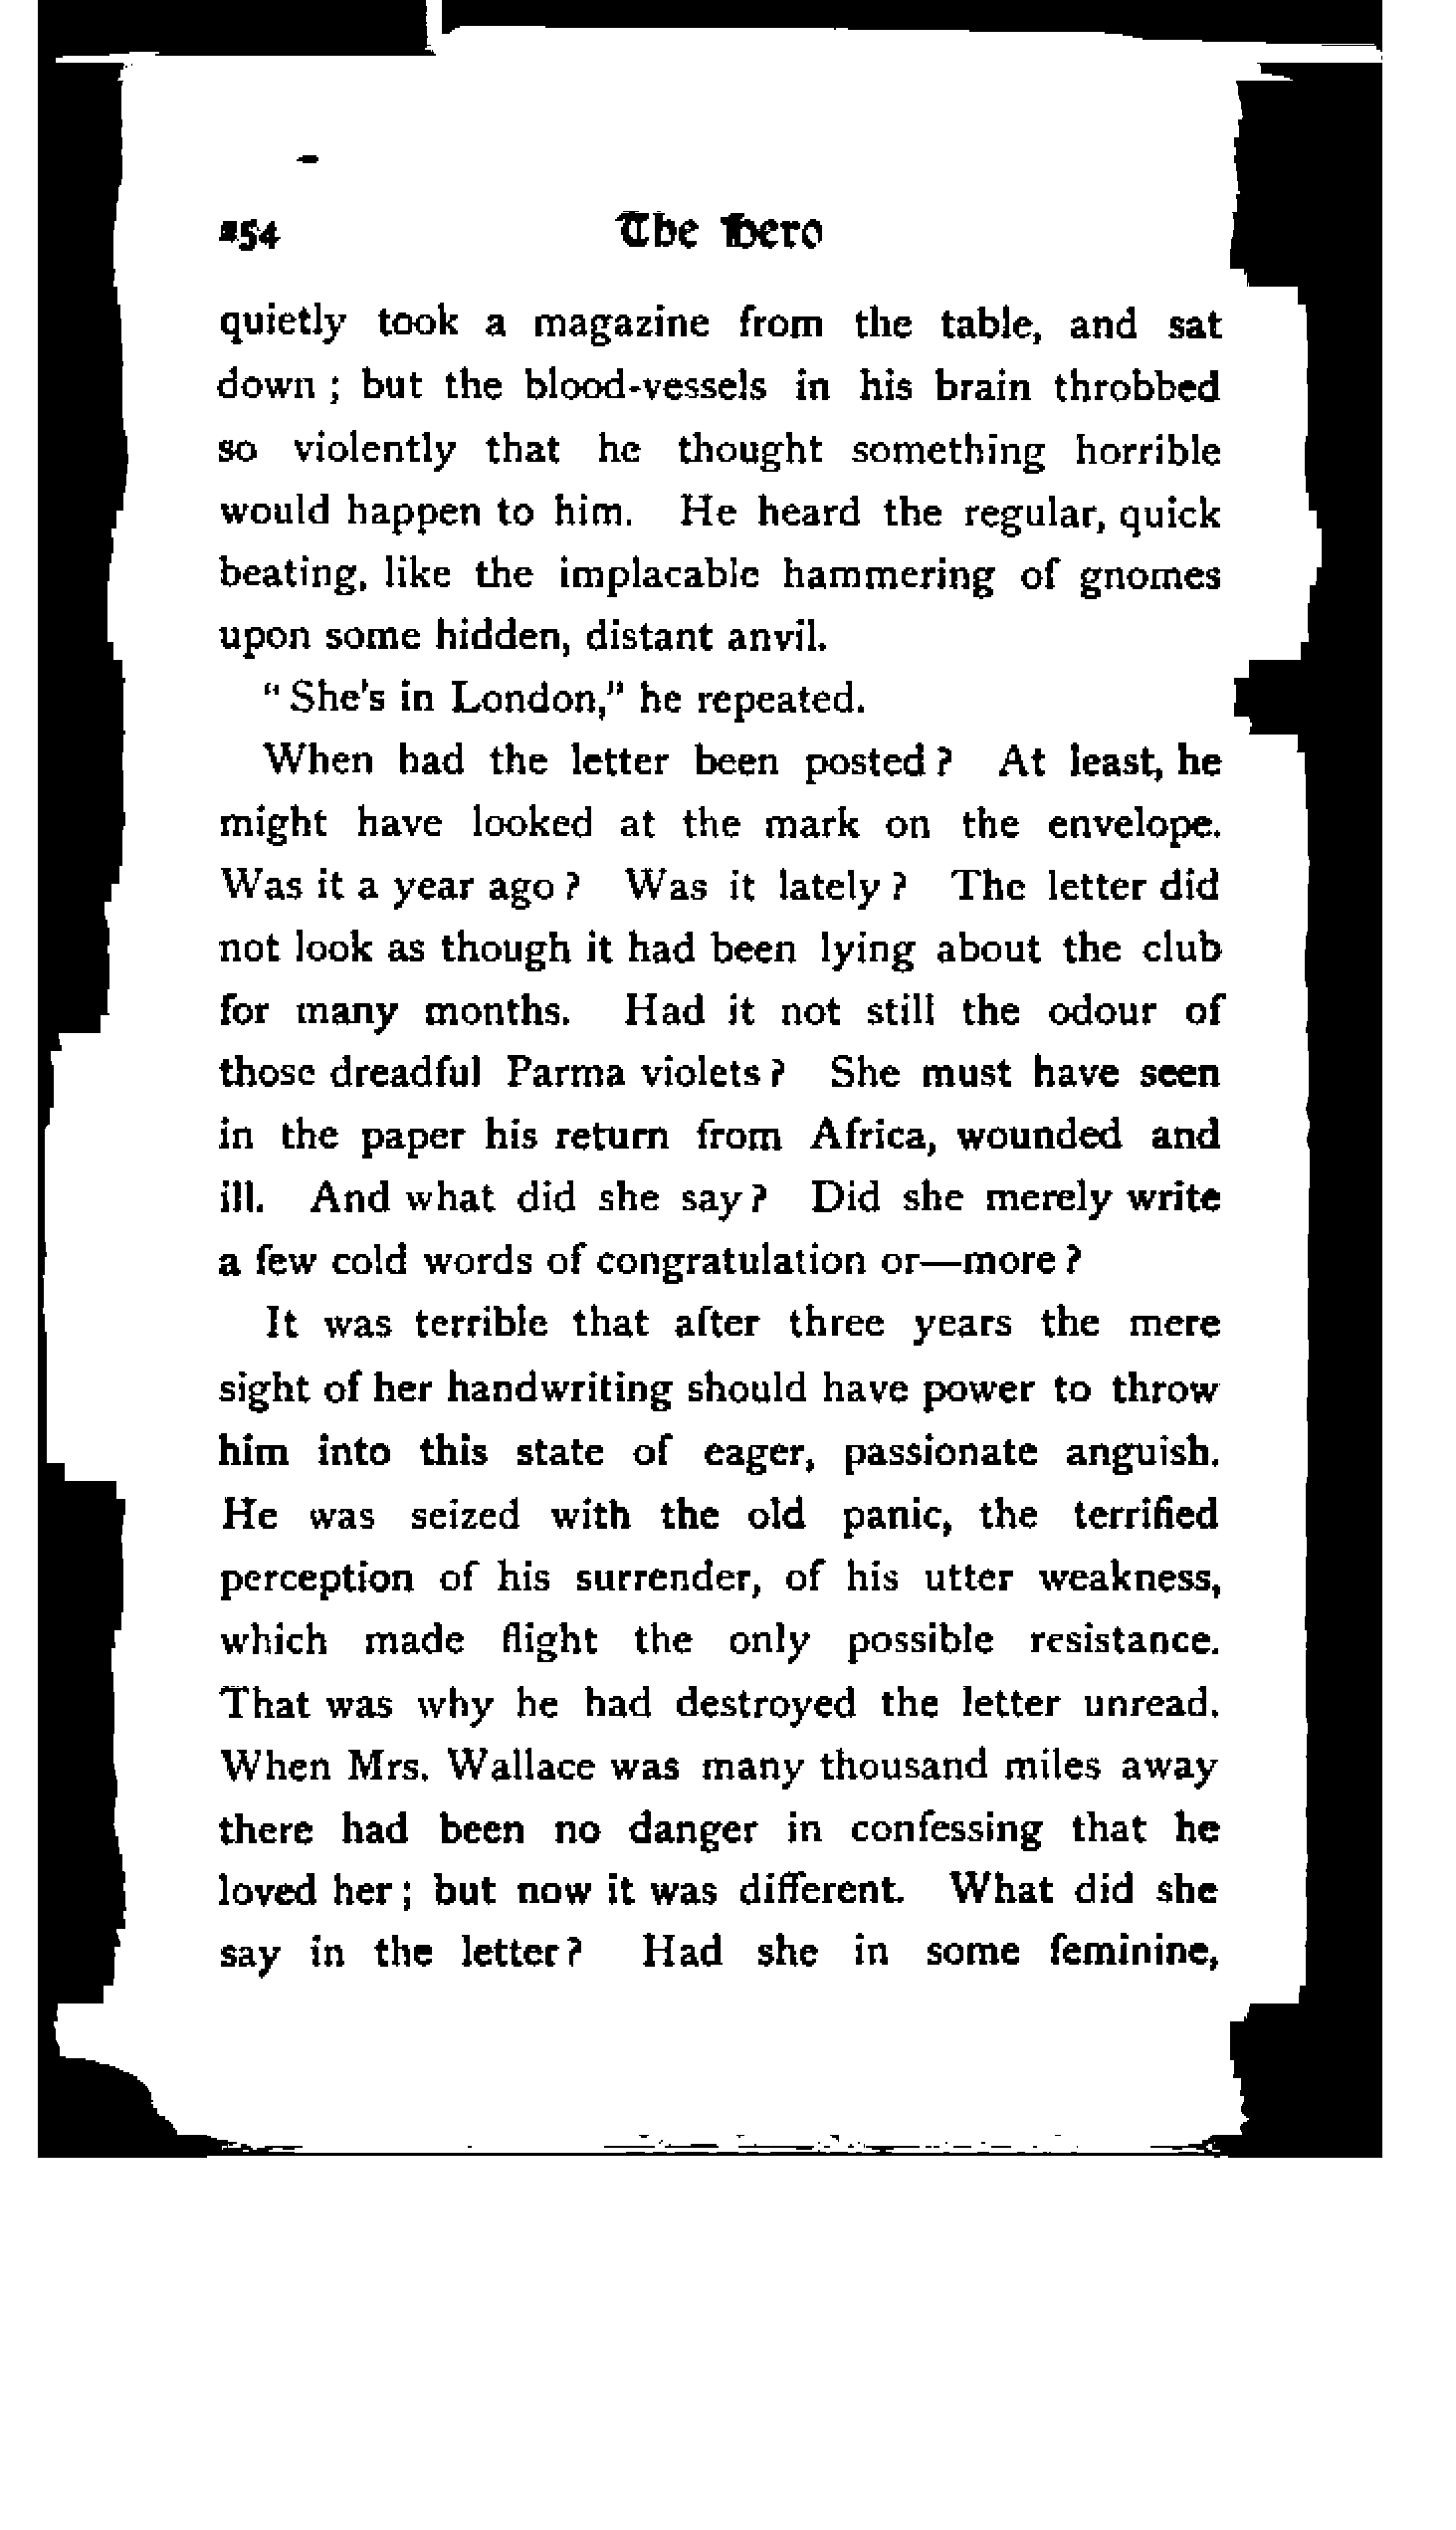 254 The Hero
quietly took a magazine from the table, and sat
down ; but the blood-vessels in his brain throbbed
so violently that he thought something horrible
would happen to him. He heard the regular, quick
beating, like the implacable hammering of gnomes
upon some hidden, distant anvil.
" She's in London," he repeated.
When had the letter been posted ? At least, he
might have looked at the mark on the envelope.
Was it a year ago ? Was it lately ? The letter did
not look as though it had been lying about the club
for many months. Had it not still the odour of
those dreadful Parma violets ? She must have seen
in the paper his return from Africa, wounded and
ill. And what did she say ? Did she merely write
a few cold words of congratulation or—more ?
It was terrible that after three years the mere
sight of her handwriting should have power to throw
him into this state of eager, passionate anguish.
He was seized with the old panic, the terrified
perception of his surrender, of his utter weakness,
which made flight the only possible resistance.
That was why he had destroyed the letter unread.
When Mrs. Wallace was many thousand miles away
there had been no danger in confessing that he
loved her ; but now it was different. What did she
say in the letter ? Had she in some feminine,